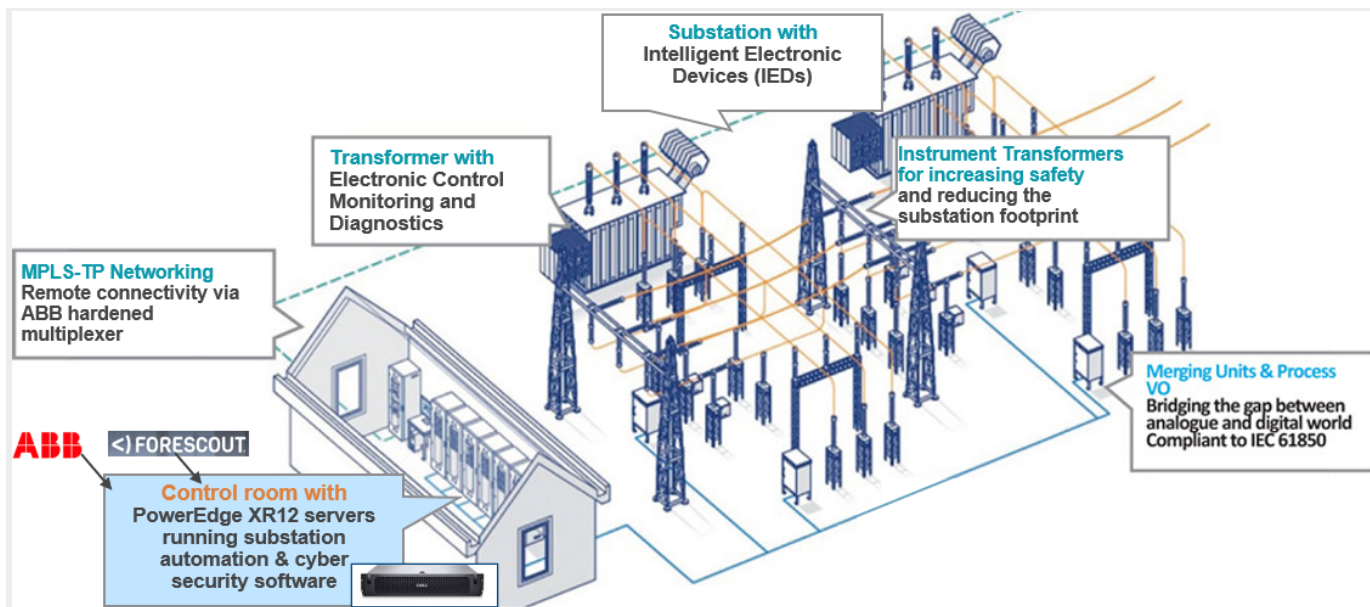 Substation with
Intelligent Electronic
Devices (IEDs)
Transformer with
Electronic Control
Monitoring and
Diagnostics
Instrument Transformers
for increasing safety
and reducing the
substation footprint
MPLS-TP Networking
Remote connectivity via
ABB hardened
multiplexer
Merging Units & Process
VO
Bridging the gap between
analogue and digital world
Compliant to IEC 61850
ABB
<) FORESCOUT.
Control room with
PowerEdge XR12 servers
running substation
automation & cyber
security software